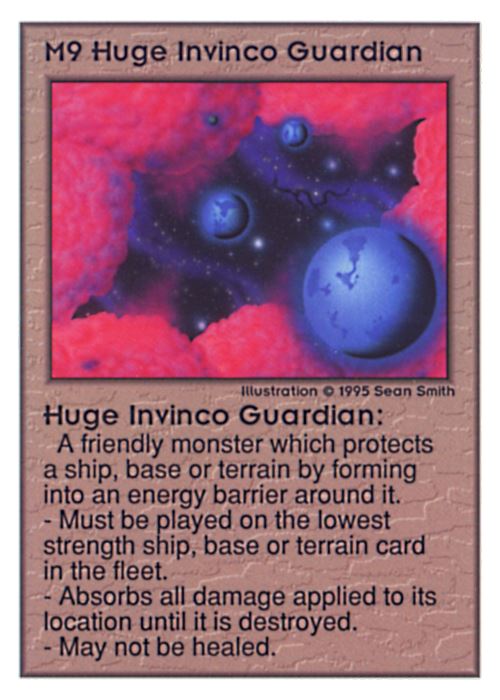 M9 Huge Invinco Guardian
Illustration © 1995 Sean Smith
Huge Invinco Guardian:
A friendly monster which protects
a ship, base or terrain by forming
into an energy barrier around it.
- Must be played on the lowest
strength ship, base or terrain card
in the fleet.
- Absorbs all damage applied to its
location until it is destroyed.
- May not be healed.